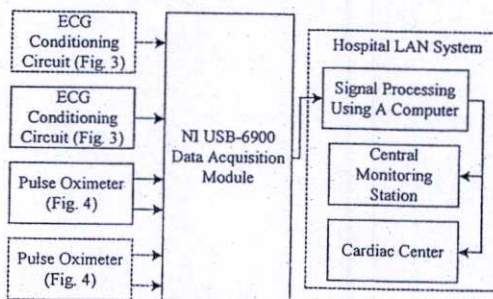 ECG
Conditioning
Circuit (Fig. 3)
ECG
Conditioning
Circuit (Fig. 3)
Pulse Oximeter
(Fig. 4)
Pulse Oximeter
(Fig. 4)
NI USB-6900
Data Acquisition
Module
Hospital LAN System
Signal Processing
Using A Computer
Central
Monitoring
Station
Cardiac Center